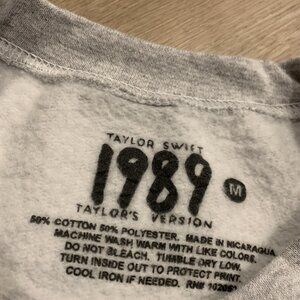 TAYLOR SWIFT
1989
M
TAYLOR'S VERSION
50% COTTON 50% POLYESTER. MADE IN NICARAGUA
MACHINE WASH WARM WITH LIKE COLORS.
DO NOT BLEACH. TUMBLE DRY LOW.
TURN INSIDE OUT TO PROTECT PRINT.
COOL IRON IF NEEDED. RN#